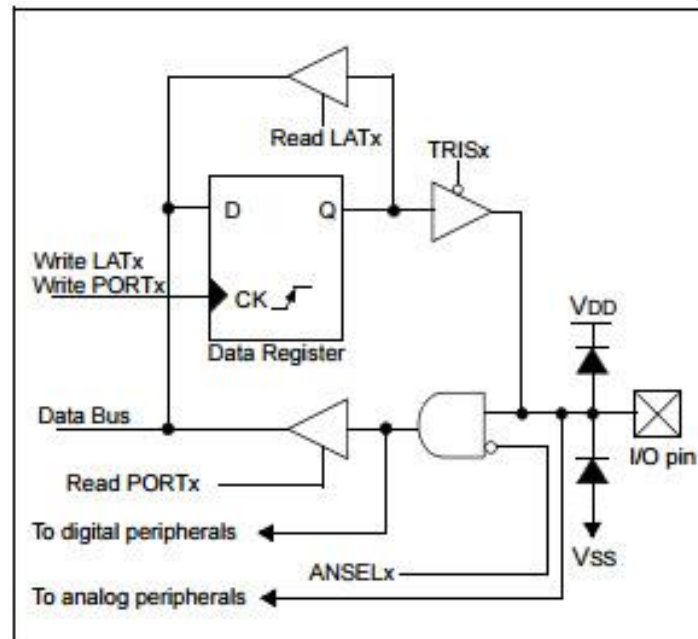 Read LATx
TRISx
D
Q
Write LATx
Write PORTx
CK
Data Register
VDD
Data Bus
I/O pin
Read PORTx
To digital peripherals
VSS
ANSELx
To analog peripherals